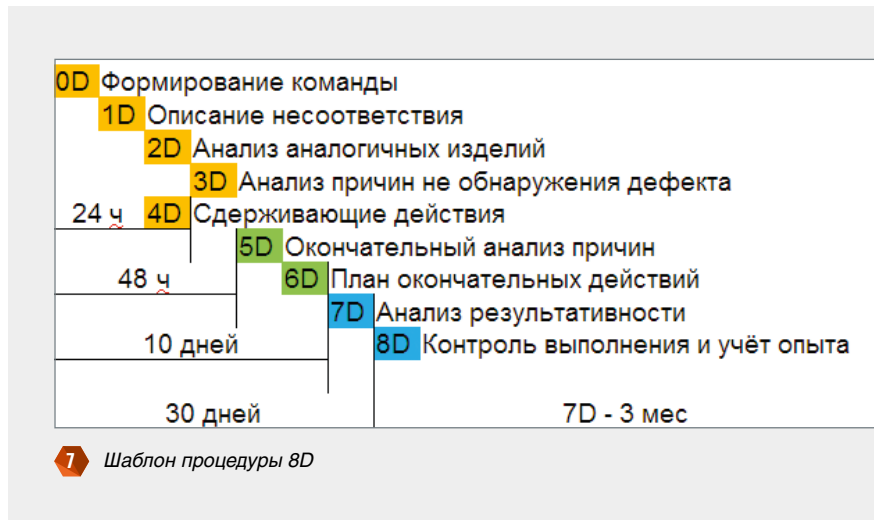 0D Формирование команды
1D Описание несоответствия
2D Анализ аналогичных изделий
3D Анализ причин не обнаружения дефекта
24 ч 4D Сдерживающие действия
5D Окончательный анализ причин
48 ч 6D План окончательных действий
7D Анализ результативности
10 дней 8D Контроль выполнения и учёт опыта
30 дней 7D - 3 мес
7 Шаблон процедуры 8D